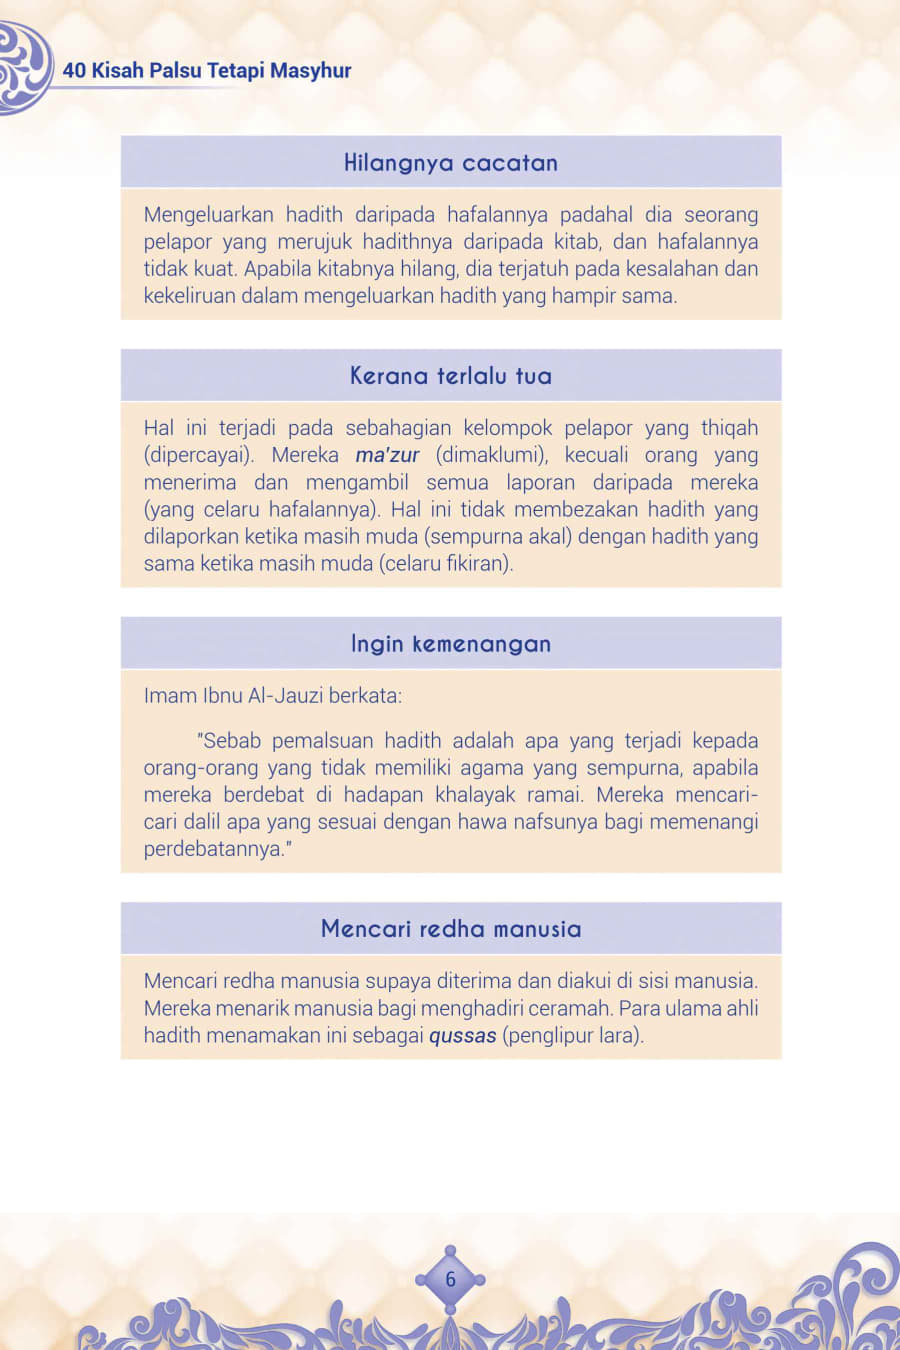 40 Kisah Palsu Tetapi Masyhur
Hilangnya cacatan
Mengeluarkan hadith daripada hafalannya padahal dia seorang
pelapor yang merujuk hadithnya daripada kitab, dan hafalannya
tidak kuat. Apabila kitabnya hilang, dia terjatuh pada kesalahan dan
kekeliruan dalam mengeluarkan hadith yang hampir sama.
Kerana terlalu tua
Hal ini terjadi pada sebahagian kelompok pelapor yang thiqah
(dipercayai). Mereka ma'zur (dimaklumi), kecuali orang yang
menerima dan mengambil semua laporan daripada mereka
(yang celaru hafalannya). Hal ini tidak membezakan hadith yang
dilaporkan ketika masih muda (sempurna akal) dengan hadith yang
sama ketika masih muda (celaru fikiran).
Ingin kemenangan
Imam Ibnu Al-Jauzi berkata:
"Sebab pemalsuan hadith adalah apa yang terjadi kepada
orang-orang yang tidak memiliki agama yang sempurna, apabila
mereka berdebat di hadapan khalayak ramai. Mereka mencari-
cari dalil apa yang sesuai dengan hawa nafsunya bagi memenangi
perdebatannya."
Mencari redha manusia
Mencari redha manusia supaya diterima dan diakui di sisi manusia.
Mereka menarik manusia bagi menghadiri ceramah. Para ulama ahli
hadith menamakan ini sebagai qussas (penglipur lara).
6